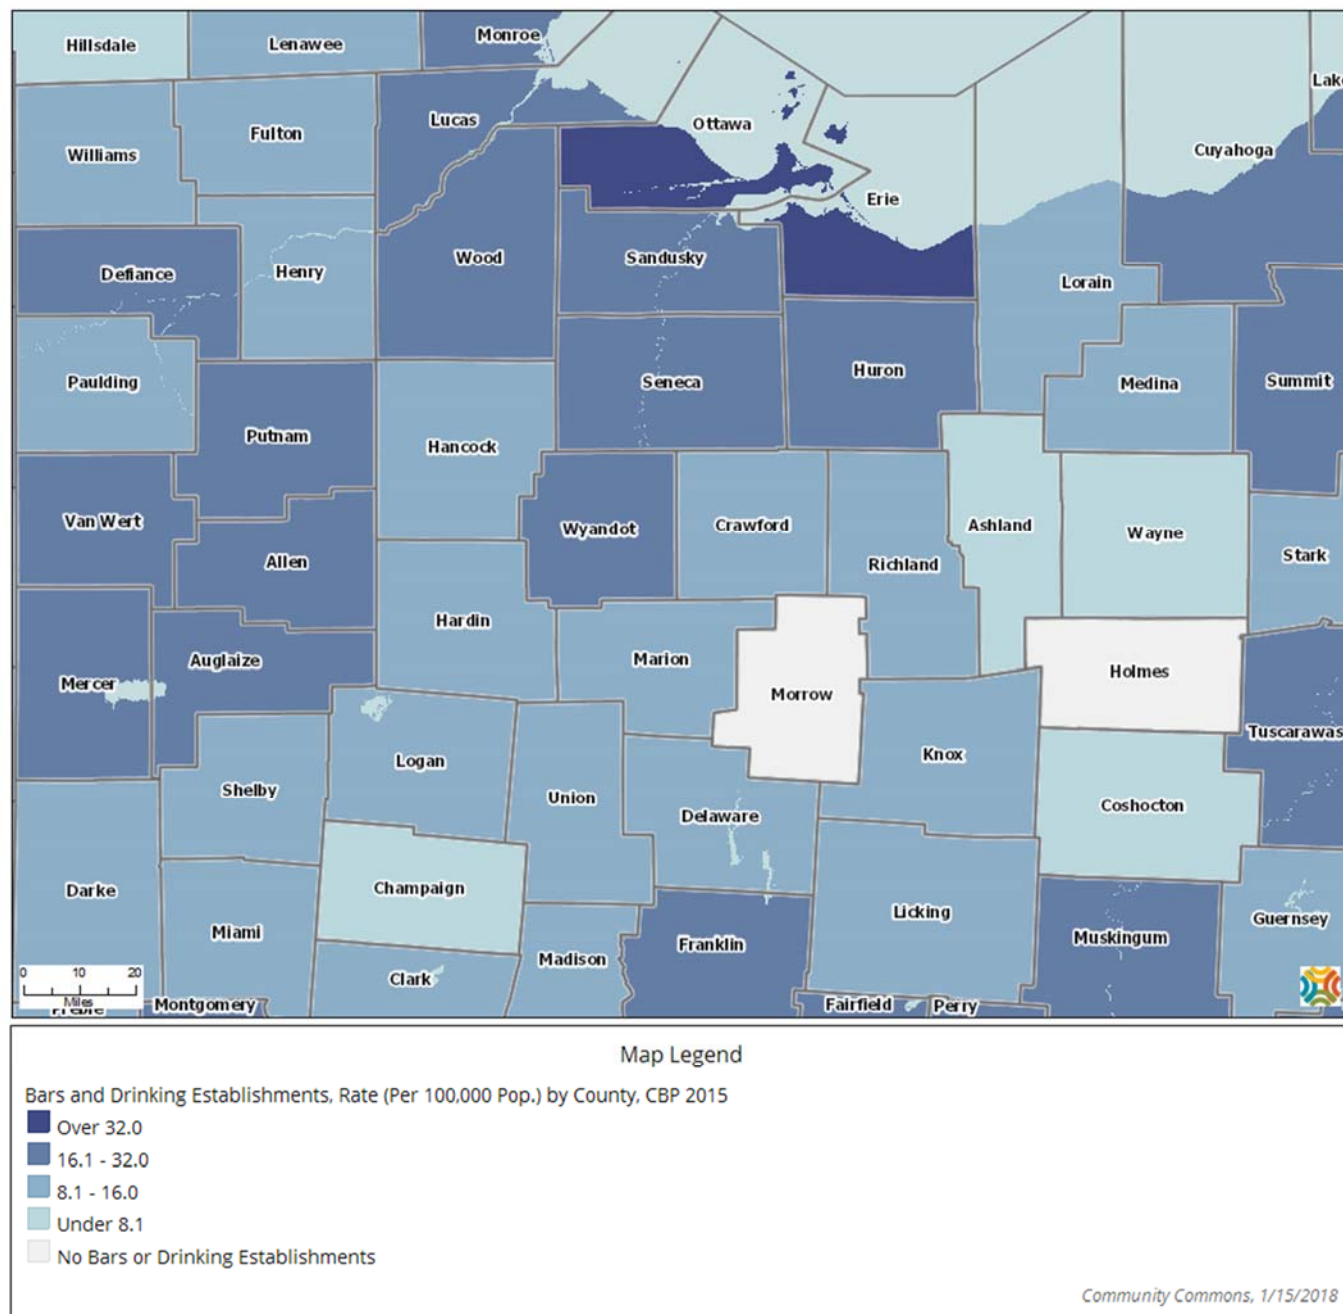 Hillsdale
Lenawee
Monroe
Lake
Lucas
Fulton
Ottawa
Cuyahoga
Williams
Erie
Wood
Sandusky
Defiance
Henry
Lorain
Paulding
Seneca
Huron
Medina
Summit
Putnam
Hancock
Van Wert
Wyandot
Crawford
Ashland
Wayne
Allen
Richland
Stark
Hardin
Auglaize
Marion
Holmes
Mercer
Morrow
Tuscarawas
Logan
Knox
Shelby
Union
Delaware
Coshocton
Darke
Champaign
Licking
Guernsey
Miami
Franklin
Muskingum
Madison
Clark
0 10 20
Miles
Preble
Montgomery
Fairfield
Perry
Map Legend
Bars and Drinking Establishments, Rate (Per 100,000 Pop.) by County, CBP 2015
Over 32.0
16.1 - 32.0
8.1 - 16.0
Under 8.1
No Bars or Drinking Establishments
Community Commons, 1/15/2018